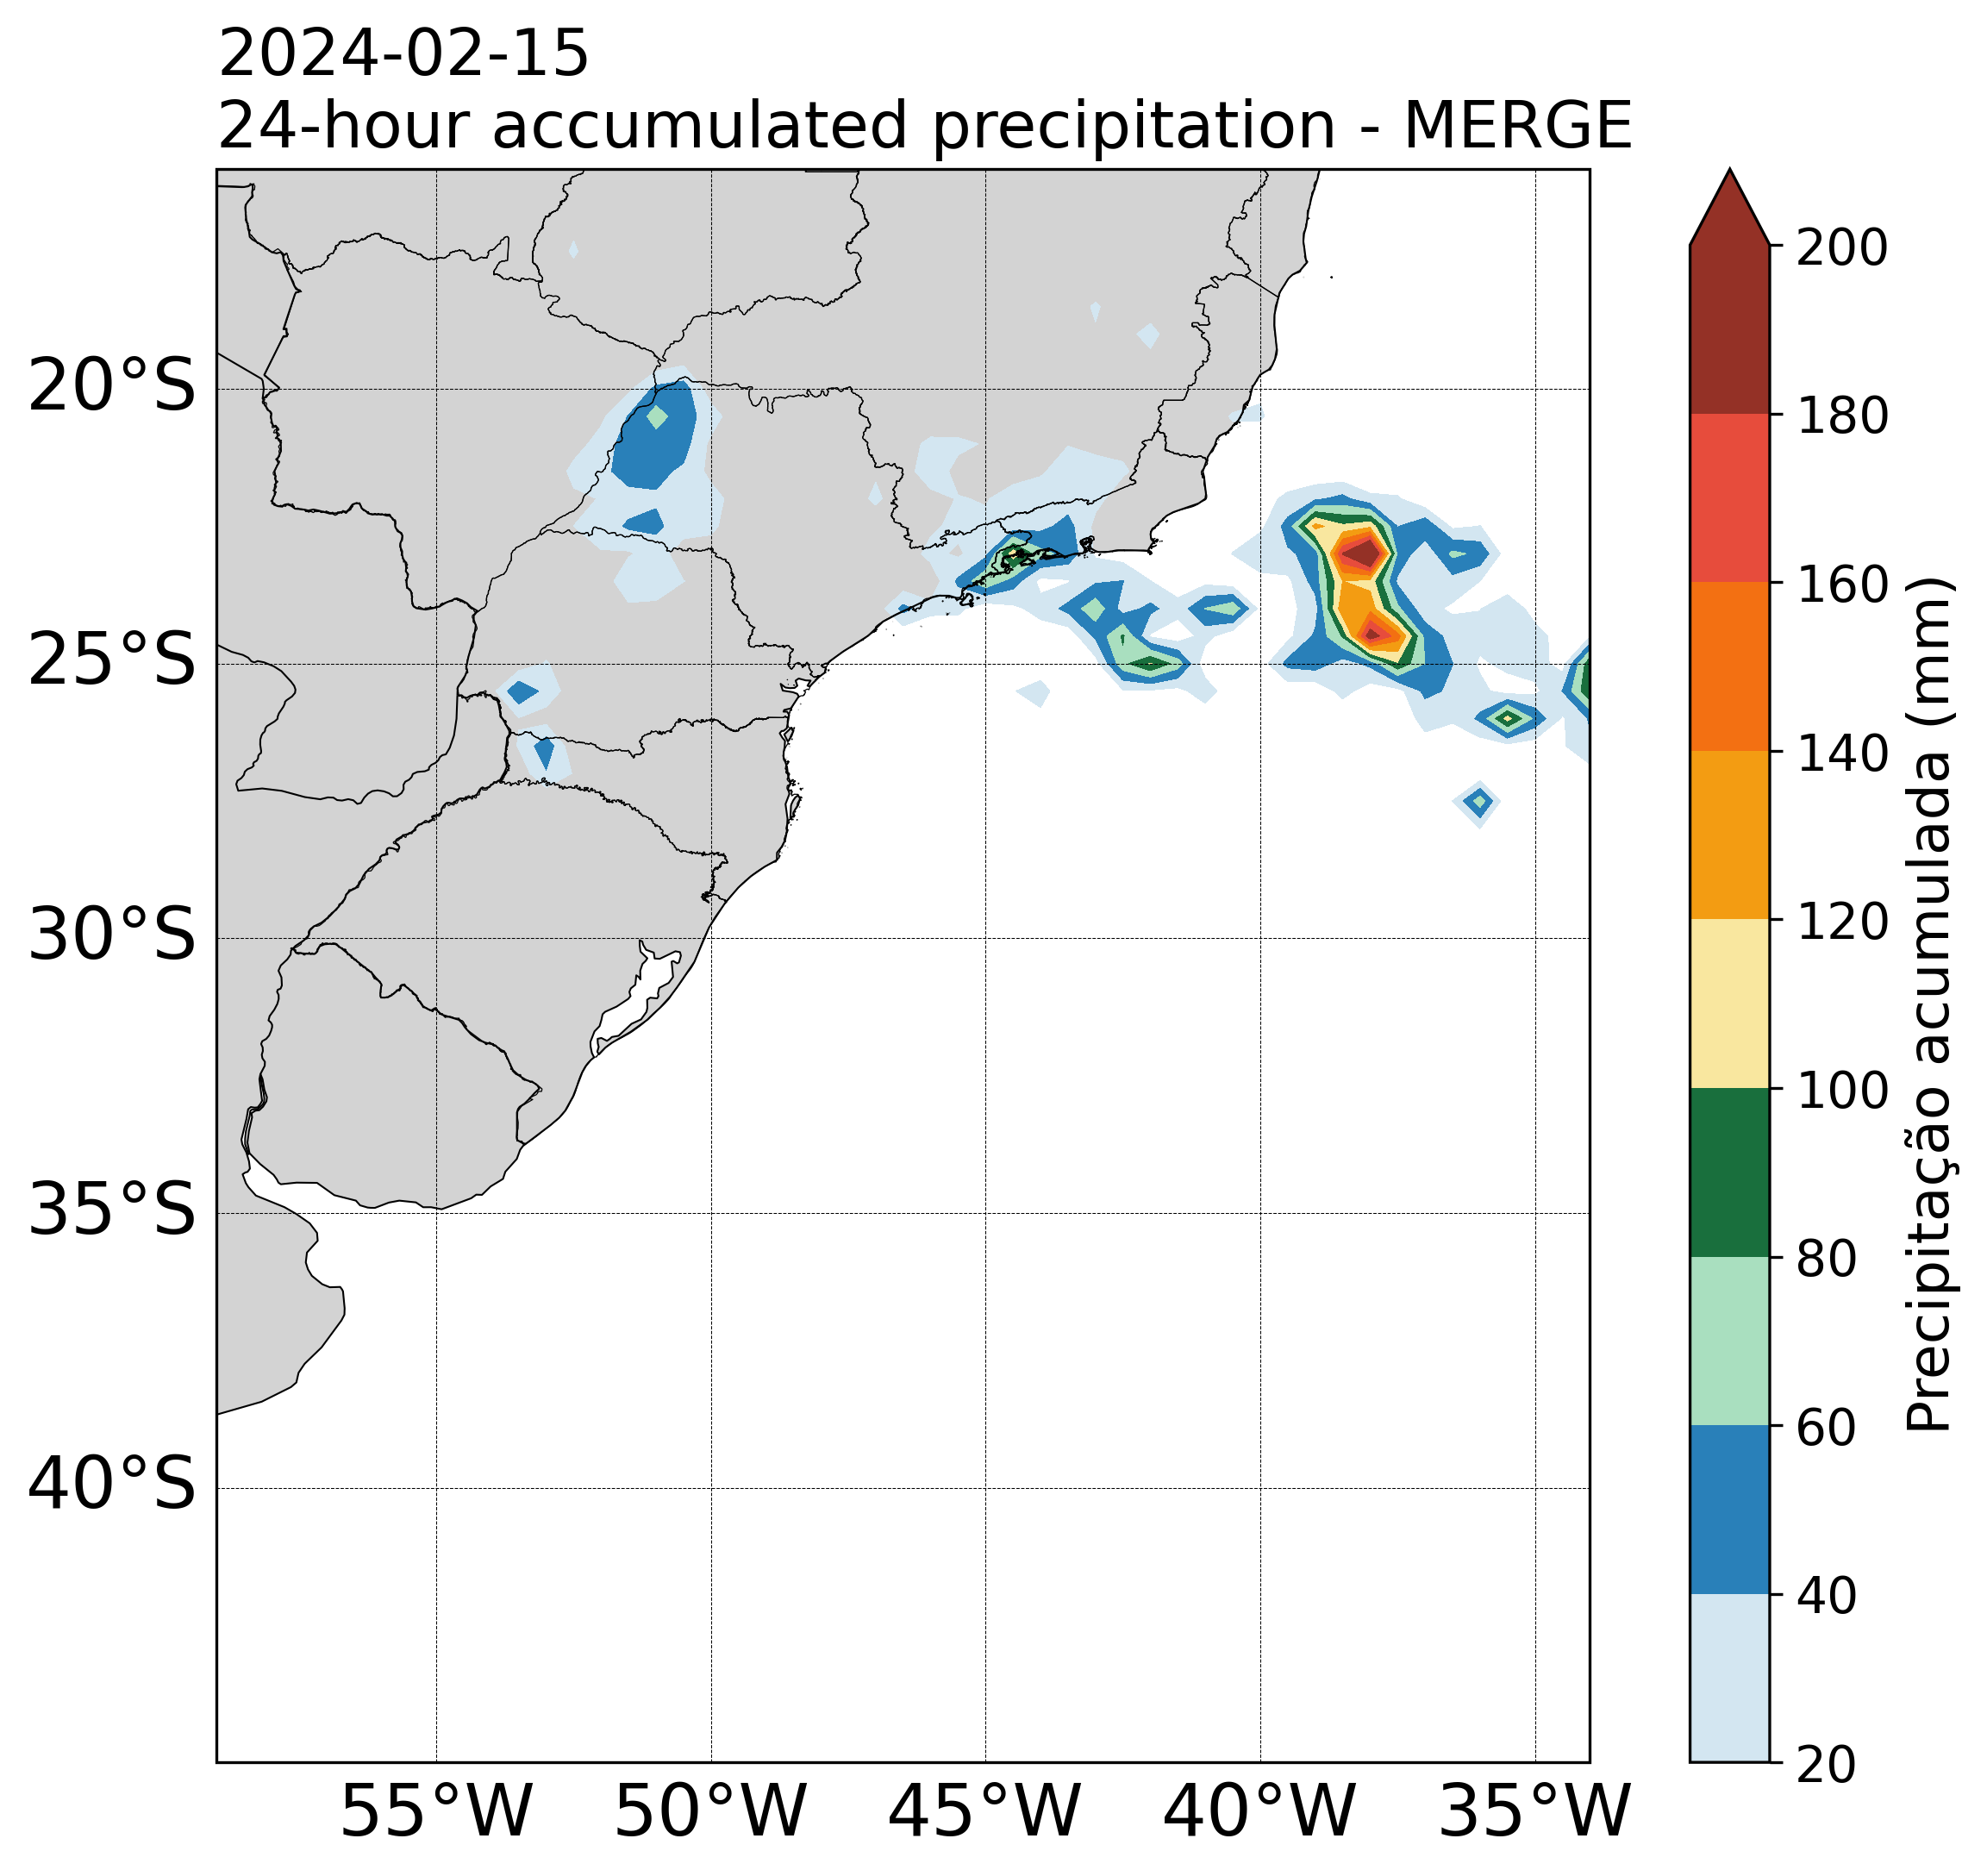 2024-02-15
24-hour accumulated precipitation - MERGE
20°S
25°S
30°S
35°S
40°S
55°W
50°W
45°W
40°W
35°W
200
180
160
140
120
100
80
60
40
20
Precipitação acumulada (mm)